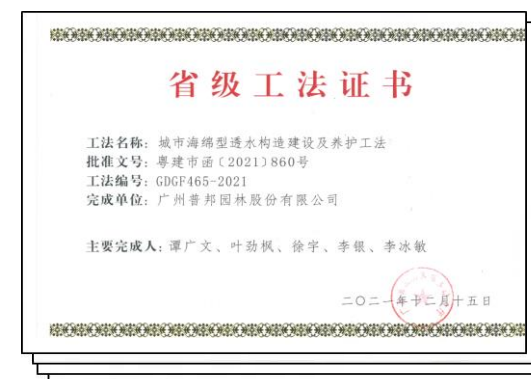 省级工法证书
工法名称：城市海绵型透水构造建设及养护工法
批准文号：粤建市函〔2021〕860号
工法编号：GDGF465-2021
完成单位：广州普邦园林股份有限公司
主要完成人：谭广文、叶劲枫、徐宇、李银、李冰敏
二〇二一年十二月十五日